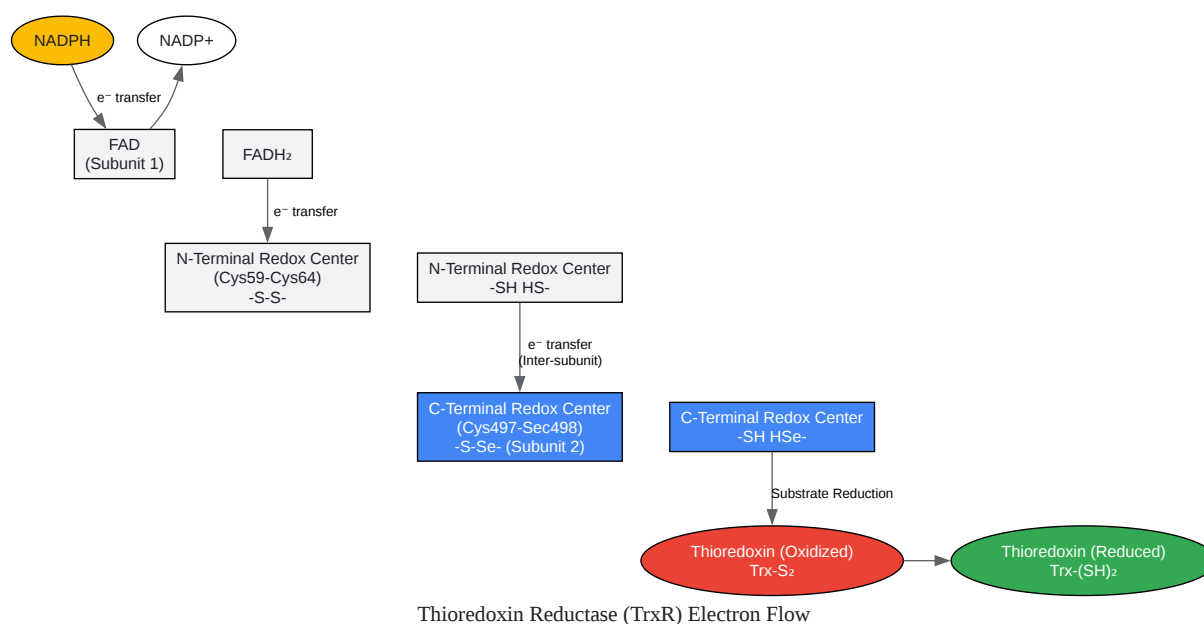 NADPH
NADP+
e⁻ transfer
FAD
(Subunit 1)
FADH₂
e⁻ transfer
N-Terminal Redox Center
(Cys59-Cys64)
-S-S-
N-Terminal Redox Center
-SH HS-
e⁻ transfer
(Inter-subunit)
C-Terminal Redox Center
(Cys497-Sec498)
-S-Se- (Subunit 2)
C-Terminal Redox Center
-SH HSe-
Substrate Reduction
Thioredoxin (Oxidized)
Trx-S₂
Thioredoxin (Reduced)
Trx-(SH)₂
Thioredoxin Reductase (TrxR) Electron Flow